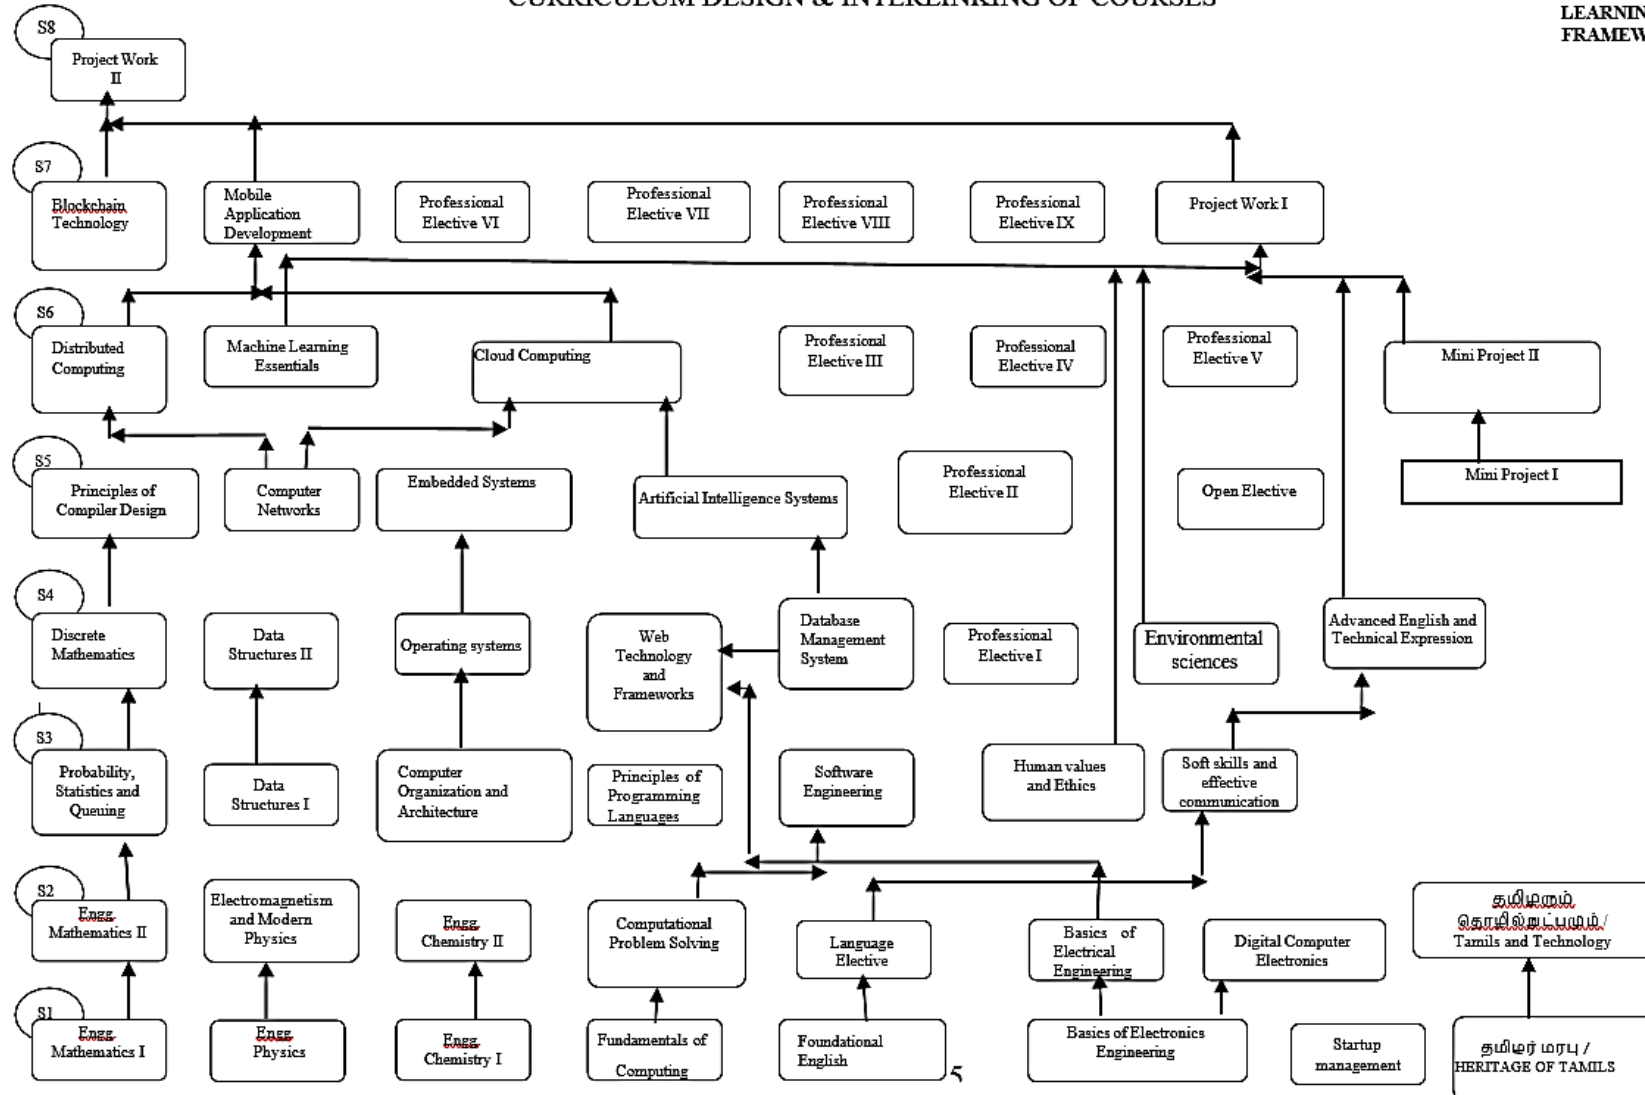 CURRICULUM DESIGN & INTERLINKING OF COURSES
LEARNIN
FRAMEW
S8
Project Work
II
S7
Blockchain
Technology
Mobile
Application
Development
Professional
Elective VI
Professional
Elective VII
Professional
Elective VIII
Professional
Elective IX
Project Work I
S6
Distributed
Computing
Machine Learning
Essentials
Cloud Computing
Professional
Elective III
Professional
Elective IV
Professional
Elective V
Mini Project II
S5
Principles of
Compiler Design
Computer
Networks
Embedded Systems
Artificial Intelligence Systems
Professional
Elective II
Open Elective
Mini Project I
S4
Discrete
Mathematics
Data
Structures II
Operating systems
Web
Technology
and
Frameworks
Database
Management
System
Professional
Elective I
Environmental
sciences
Advanced English and
Technical Expression
S3
Probability,
Statistics and
Queuing
Data
Structures I
Computer
Organization and
Architecture
Principles of
Programming
Languages
Software
Engineering
Human values
and Ethics
Soft skills and
effective
communication
S2
Engg
Mathematics II
Electromagnetism
and Modern
Physics
Engg
Chemistry II
Computational
Problem Solving
Language
Elective
Basics of
Electrical
Engineering
Digital Computer
Electronics
தமிழரும்
தொழில்நுட்பமும் /
Tamils and Technology
S1
Engg
Mathematics I
Engg
Physics
Engg
Chemistry I
Fundamentals of
Computing
Foundational
English
5
Basics of Electronics
Engineering
Startup
management
தமிழர் மரபு /
HERITAGE OF TAMILS